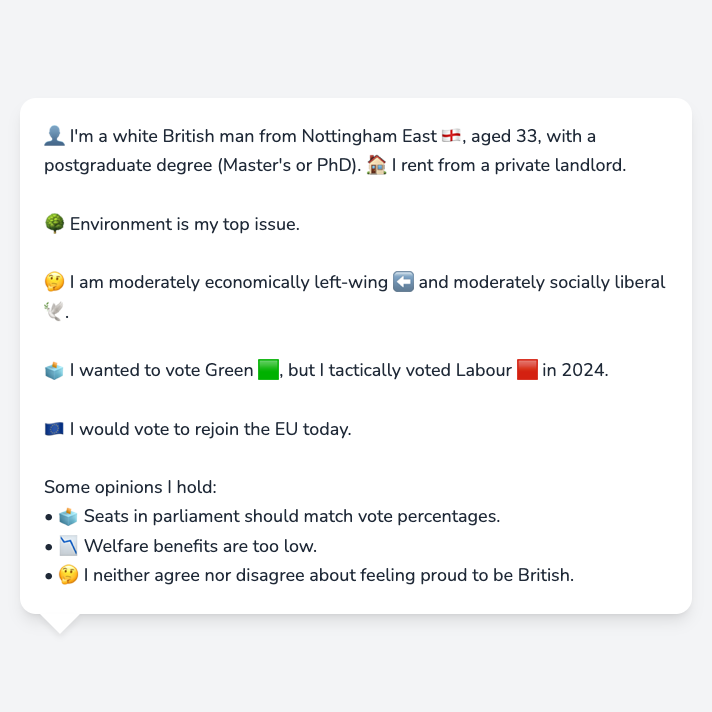 👤 I'm a white British man from Nottingham East 🏴󠁧󠁢󠁥󠁮󠁧󠁿, aged 33, with a
postgraduate degree (Master's or PhD). 🏠 I rent from a private landlord.
🌳 Environment is my top issue.
🤔 I am moderately economically left-wing ⬅️ and moderately socially liberal
🕊️.
🗳️ I wanted to vote Green 🟩, but I tactically voted Labour 🟥 in 2024.
🇪🇺 I would vote to rejoin the EU today.
Some opinions I hold:
• 🗳️ Seats in parliament should match vote percentages.
• 📉 Welfare benefits are too low.
• 🤔 I neither agree nor disagree about feeling proud to be British.